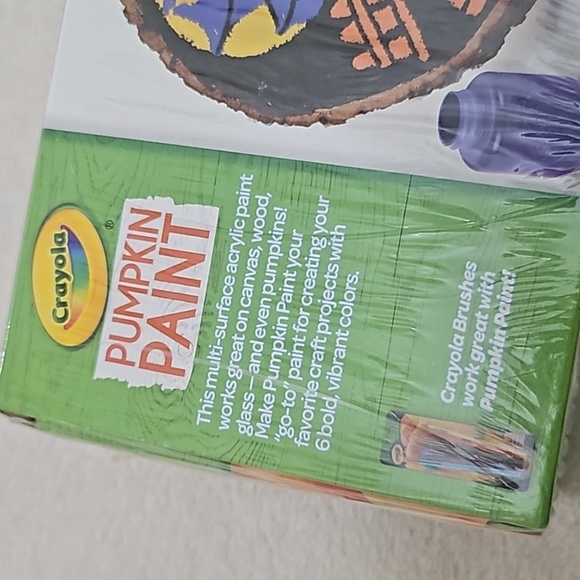 Crayola®
PUMPKIN
PAINT
This multi-surface acrylic paint
works great on canvas, wood,
glass—and even pumpkins!
Make Pumpkin Paint your
"go-to" paint for creating your
favorite craft projects with
6 bold, vibrant colors.
Crayola Brushes
work great with
Pumpkin Paint!